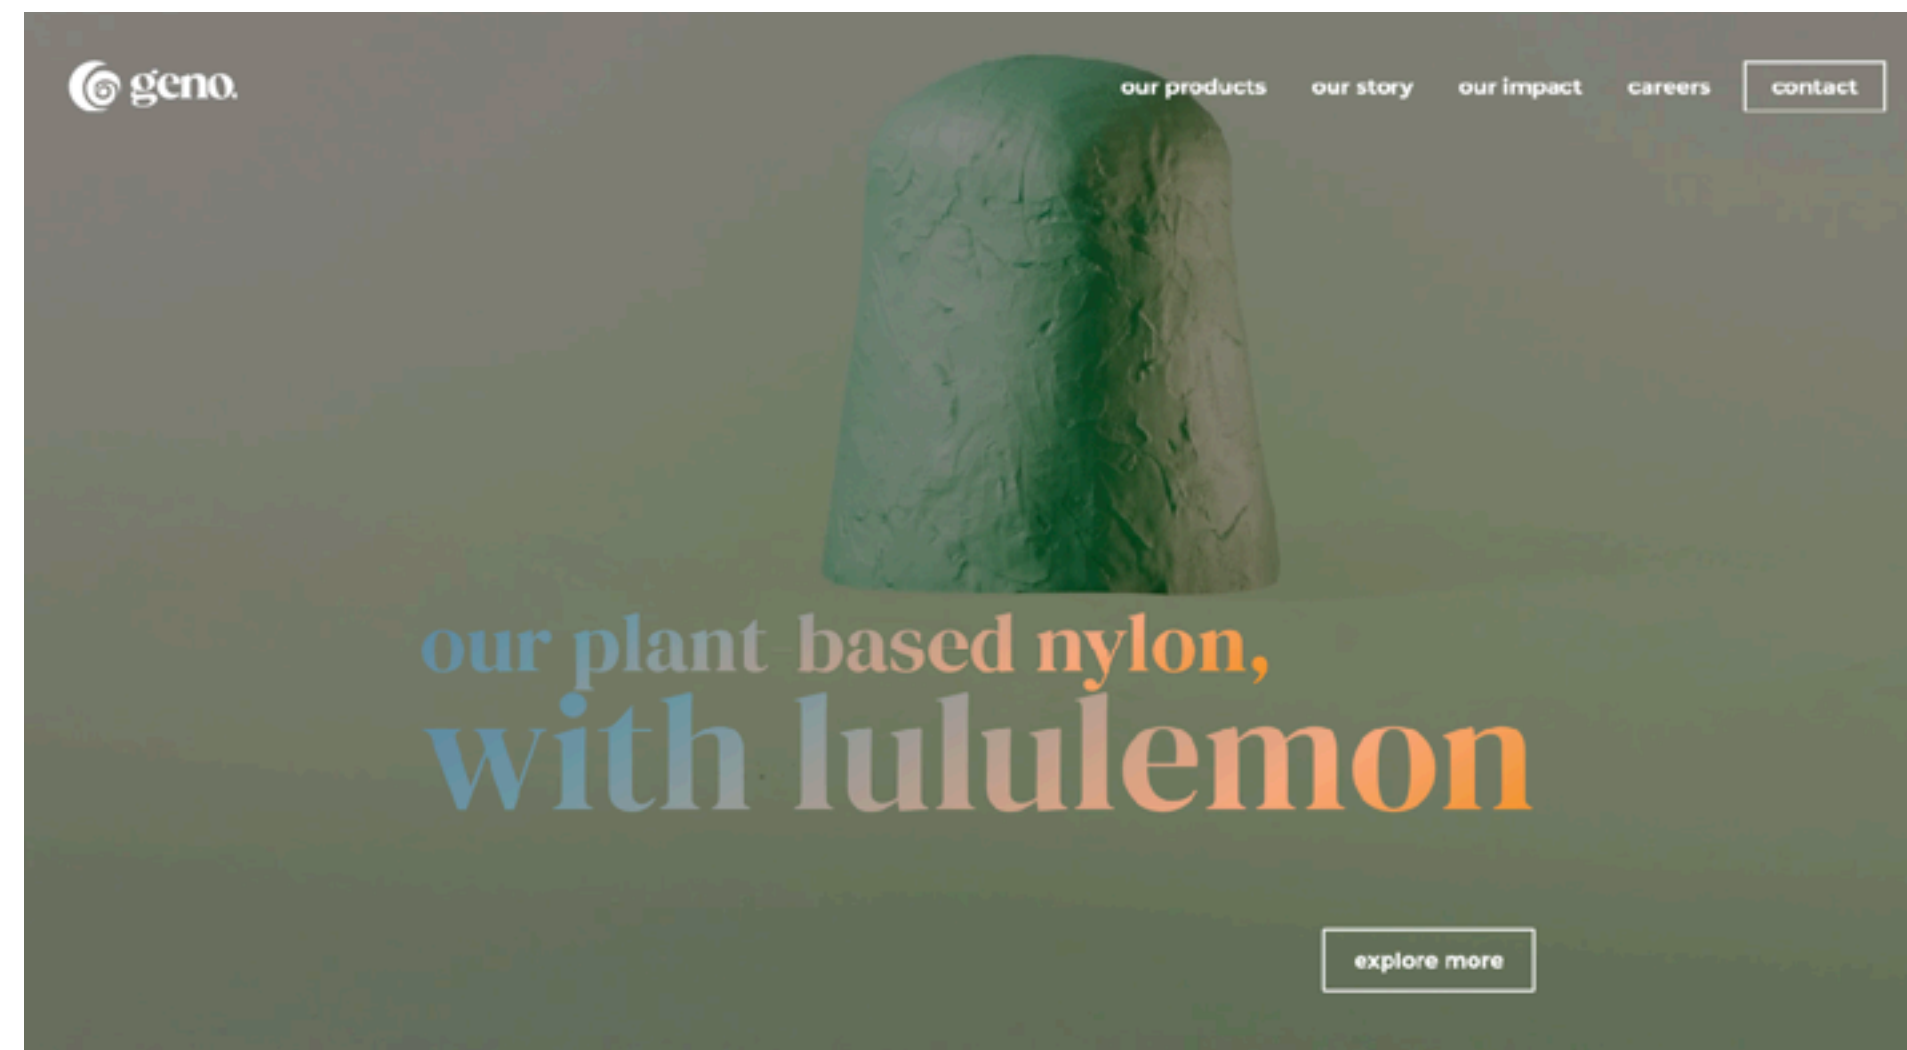 geno.
our products our story our impact careers contact
our plant-based nylon,
with lululemon
explore more